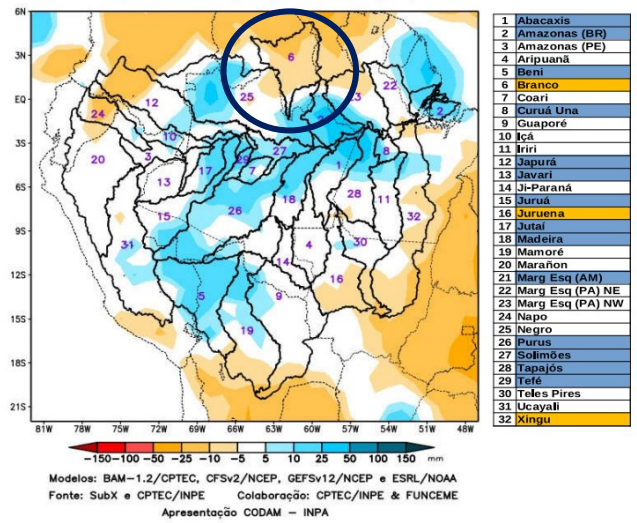 6N
3N
EQ
3S
6S
9S
12S
15S
18S
21S
81W 78W 75W 72W 69W 66W 63W 60W 57W 54W 51W 48W
6
25
23
22
2
12
24
10
20
3
13
17
29
7
27
1
8
18
28
11
32
15
26
31
4
30
14
16
5
9
19
-150 -100 -50 -25 -10 -5 5 10 25 50 100 150 mm
Modelos: BAM-1.2/CPTEC, CFSv2/NCEP, GEFSv12/NCEP e ESRL/NOAA
Fonte: SubX e CPTEC/INPE Colaboração: CPTEC/INPE & FUNCEME
Apresentação CODAM - INPA
1 Abacaxis
2 Amazonas (BR)
3 Amazonas (PE)
4 Aripuanã
5 Beni
6 Branco
7 Coari
8 Curuá Una
9 Guaporé
10 Içá
11 Iriri
12 Japurá
13 Javari
14 Ji-Paraná
15 Juruá
16 Juruena
17 Jutaí
18 Madeira
19 Mamoré
20 Marañon
21 Marg Esq (AM)
22 Marg Esq (PA) NE
23 Marg Esq (PA) NW
24 Napo
25 Negro
26 Purus
27 Solimões
28 Tapajós
29 Tefé
30 Teles Pires
31 Ucayali
32 Xingu